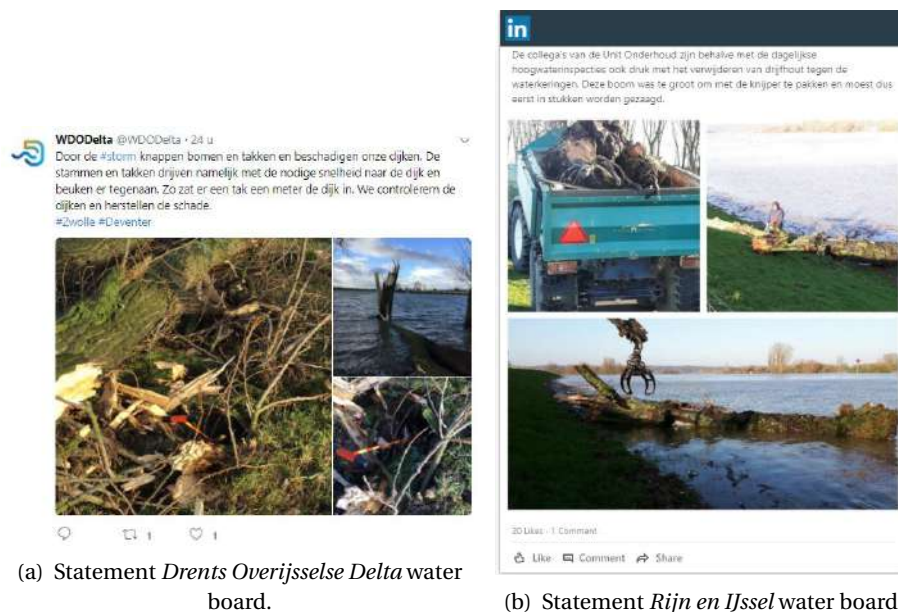 WDODelta @WDODelta · 24 u
Door de #storm knappen bomen en takken en beschadigen onze dijken. De
stammen en takken drijven namelijk met de nodige snelheid naar de dijk en
beuken er tegenaan. Zo zat er een tak een meter de dijk in. We controlerem de
dijken en herstellen de schade.
#Zwolle #Deventer
1
1
(a) Statement Drents Overijsselse Delta water
board.
in
De collega's van de Unit Onderhoud zijn behalve met de dagelijkse
hoogwaterinspecties ook druk met het verwijderen van drijfhout tegen de
waterkeringen. Deze boom was te groot om met de knijper te pakken en moest dus
eerst in stukken worden gezaagd.
20 Likes · 1 Comment
Like Comment Share
(b) Statement Rijn en IJssel water board